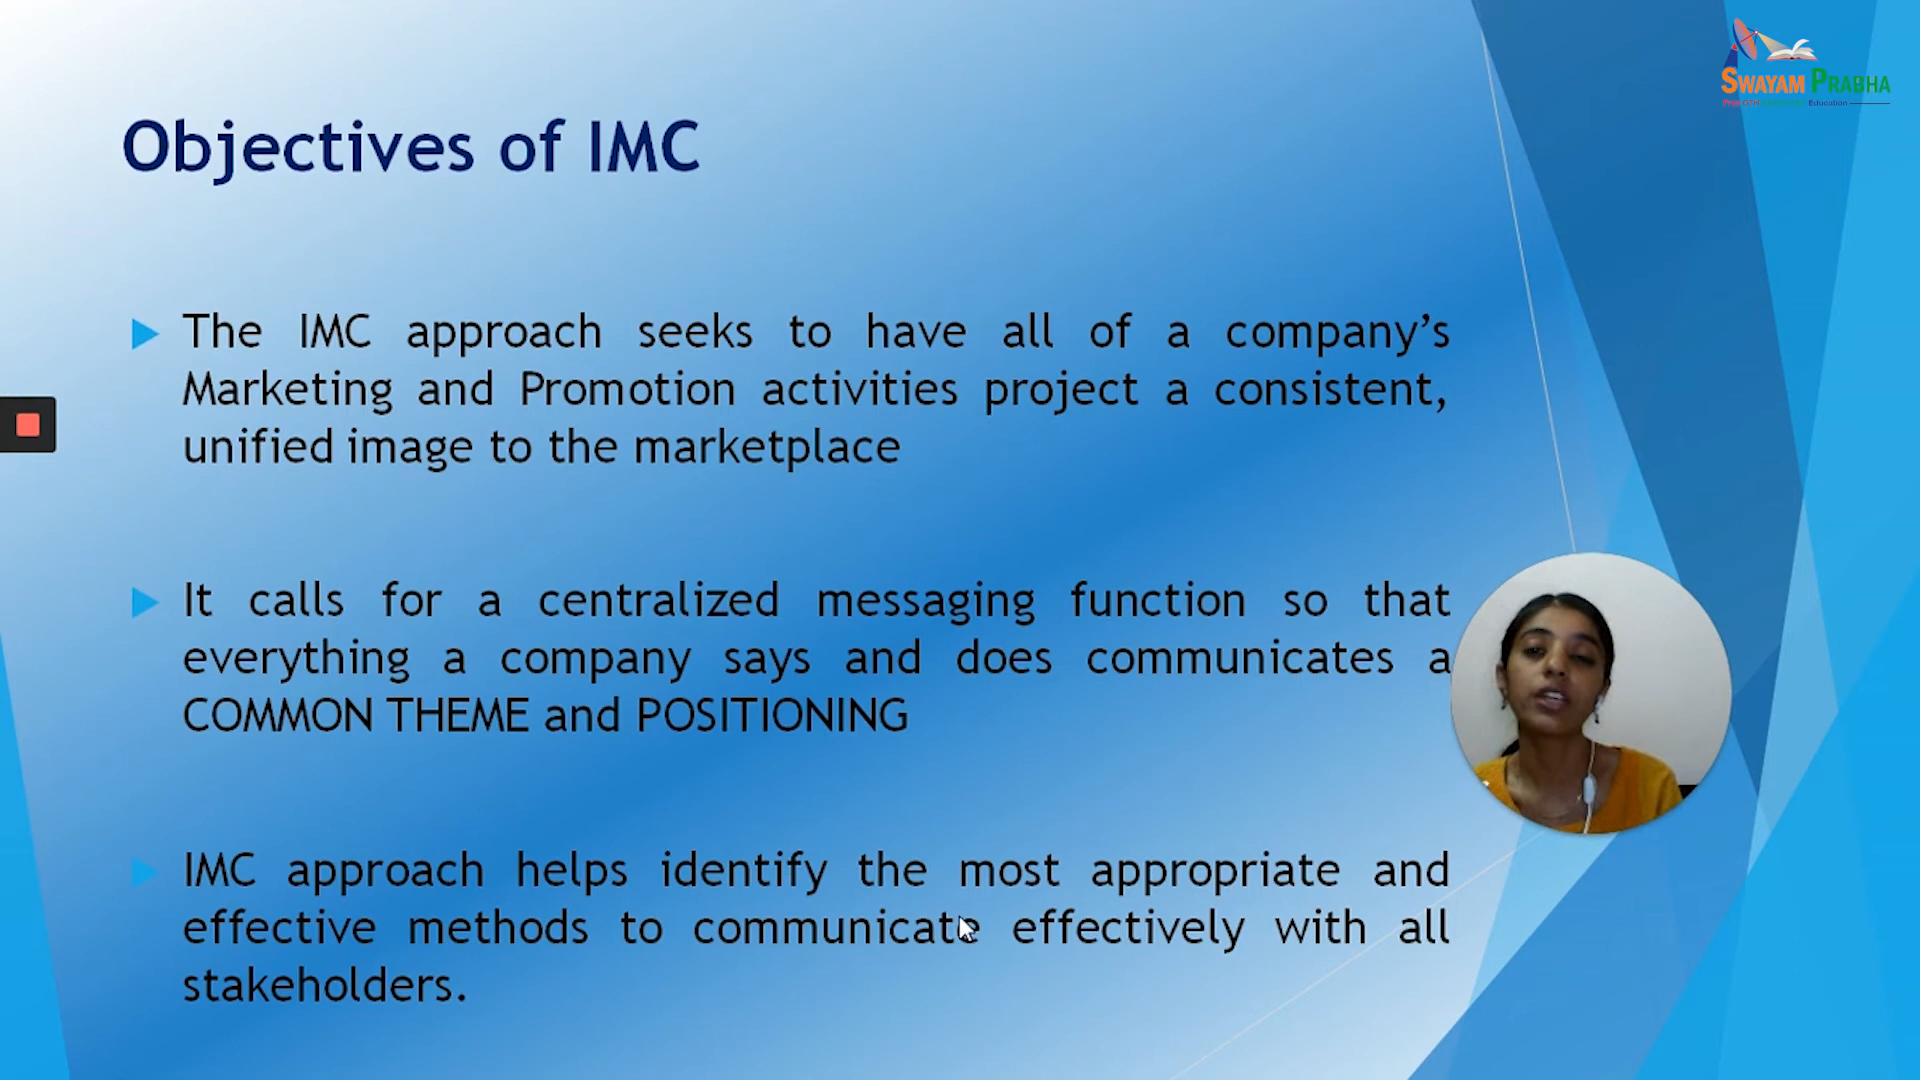 SWAYAM PRABHA
Education
Objectives of IMC
The IMC approach seeks to have all of a company’s
Marketing and Promotion activities project a consistent,
unified image to the marketplace
It calls for a centralized messaging function so that
everything a company says and does communicates a
COMMON THEME and POSITIONING
IMC approach helps identify the most appropriate and
effective methods to communicate effectively with all
stakeholders.